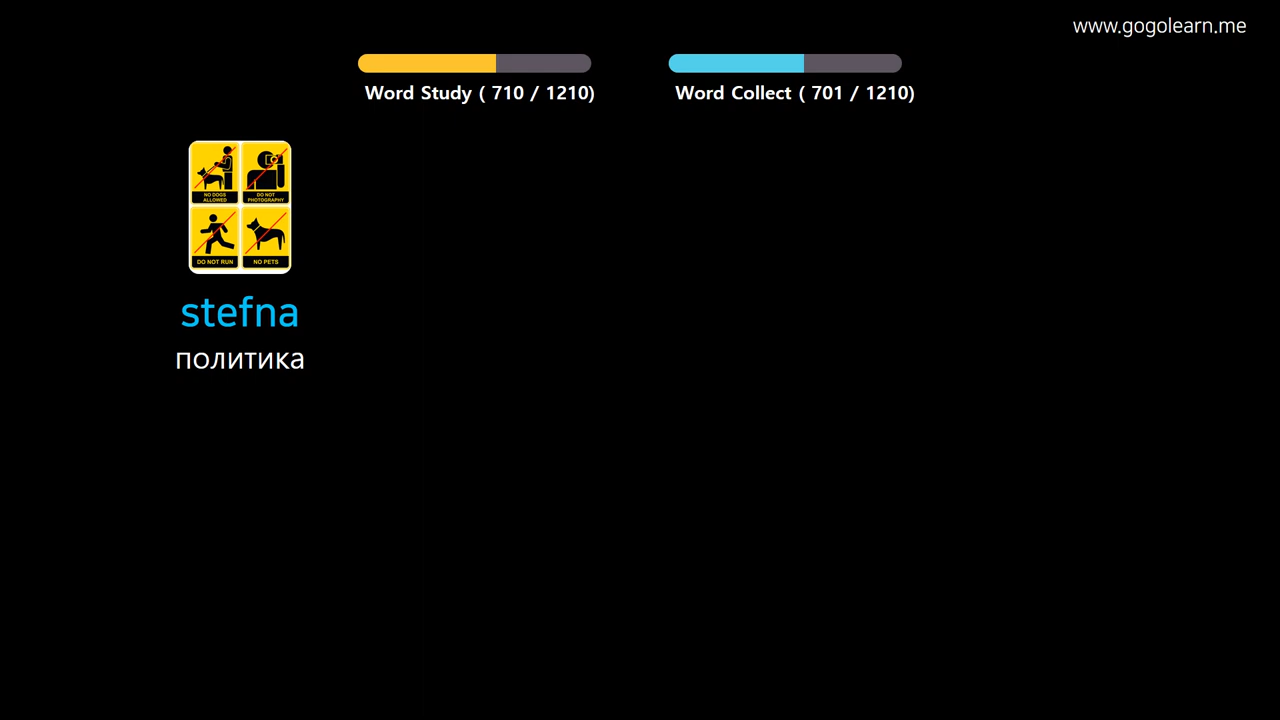 www.gogolearn.me
Word Study ( 710 / 1210)
Word Collect ( 701 / 1210)
NO DOGS
ALLOWED
DO NOT
PHOTOGRAPHY
DO NOT RUN
NO PETS
stefna
политика